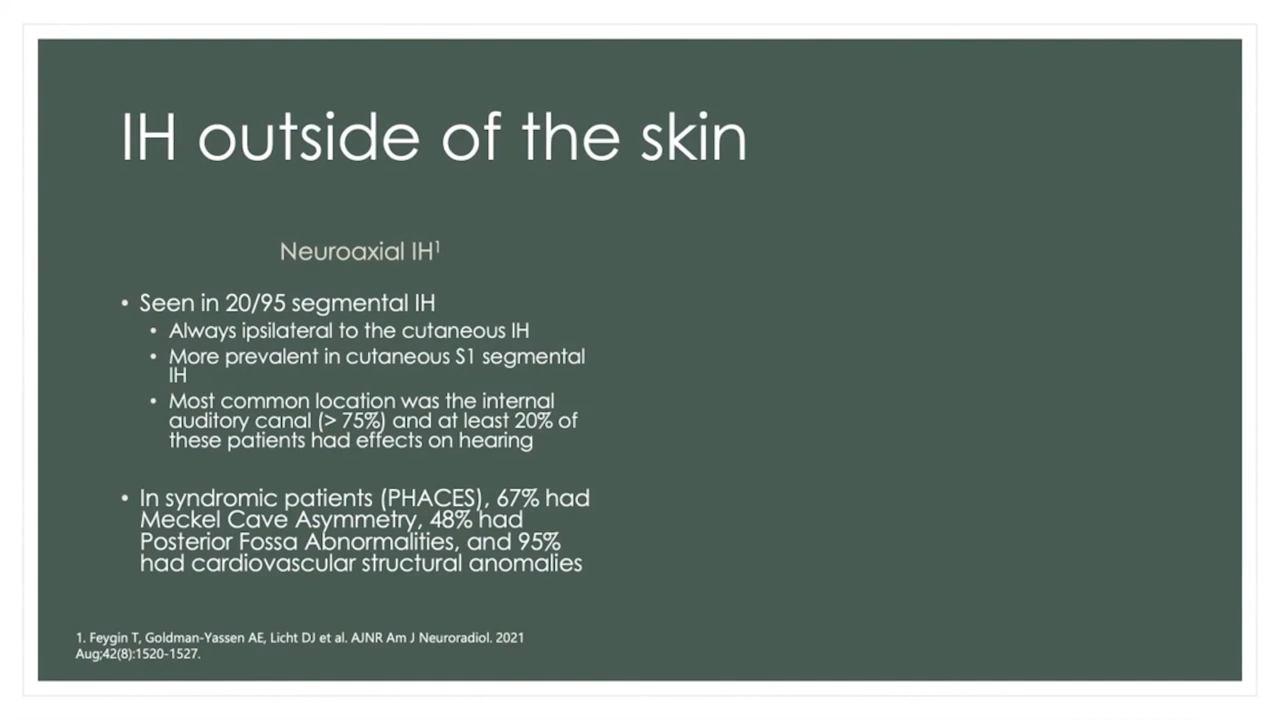 IH outside of the skin
Neuroaxial IH¹
• Seen in 20/95 segmental IH
• Always ipsilateral to the cutaneous IH
• More prevalent in cutaneous S1 segmental
IH
• Most common location was the internal
auditory canal (> 75%) and at least 20% of
these patients had effects on hearing
• In syndromic patients (PHACES), 67% had
Meckel Cave Asymmetry, 48% had
Posterior Fossa Abnormalities, and 95%
had cardiovascular structural anomalies
1. Feygin T, Goldman-Yassen AE, Licht DJ et al. AJNR Am J Neuroradiol. 2021
Aug;42(8):1520-1527.